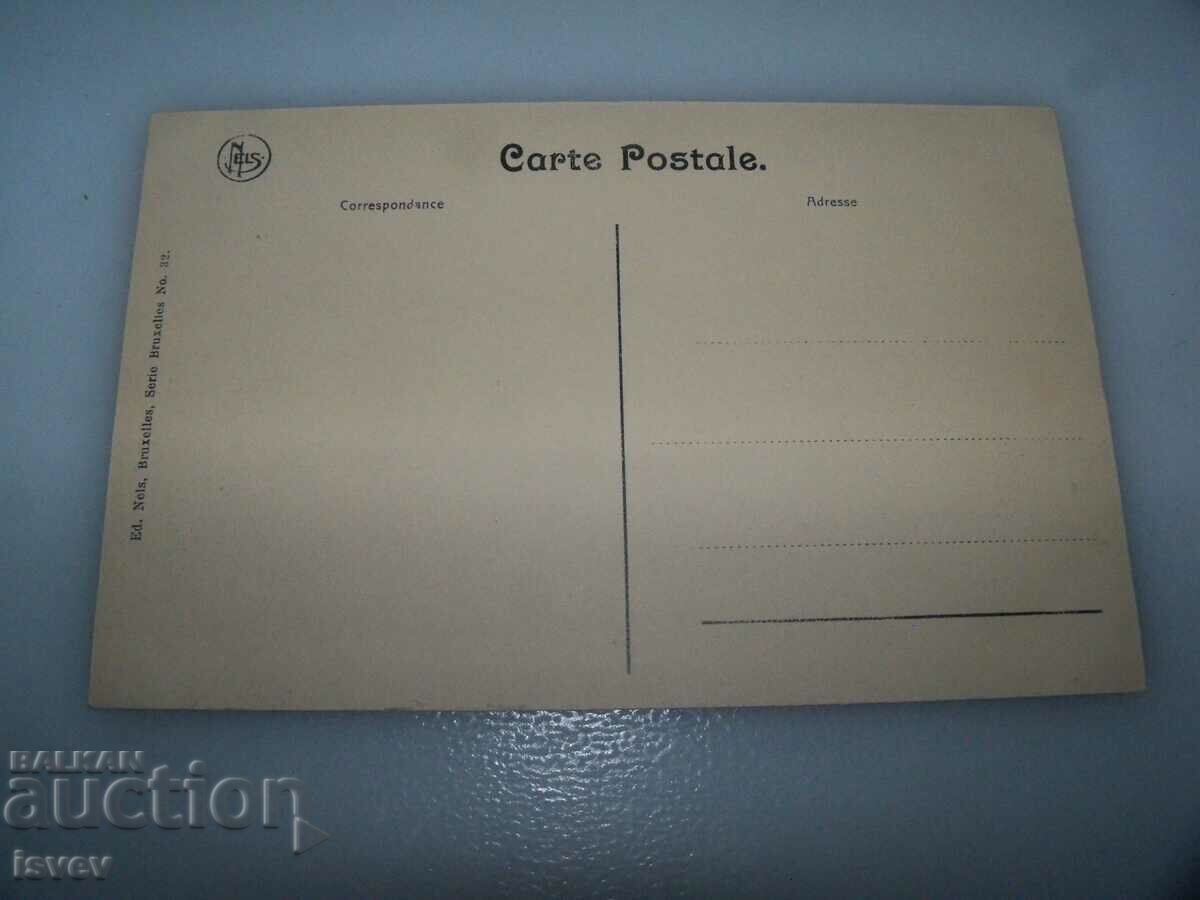 NELS
Carte Postale.
Correspondance
Adresse
Ed. Nels, Bruxelles, Serie Bruxelles No. 32.
BALKAN
auction
isvev